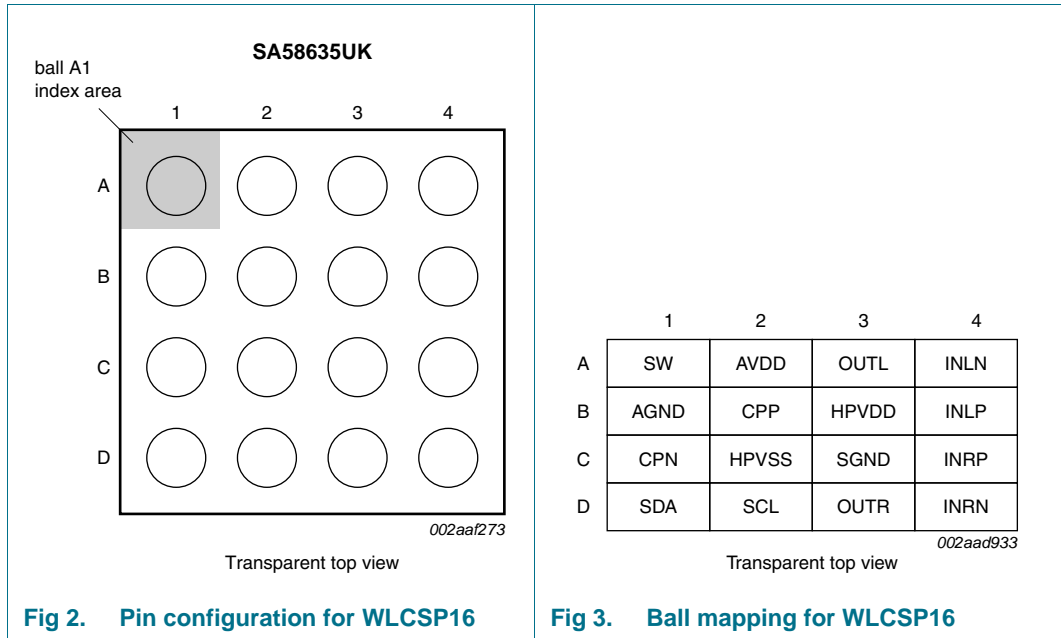 SA58635UK
ball A1
index area
1 2 3 4
A
B
C
D
002aaf273
Transparent top view
Fig 2. Pin configuration for WLCSP16
1 2 3 4
A SW AVDD OUTL INLN
B AGND CPP HPVDD INLP
C CPN HPVSS SGND INRP
D SDA SCL OUTR INRN
002aad933
Transparent top view
Fig 3. Ball mapping for WLCSP16